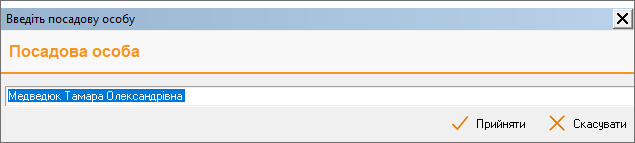 Введіть посадову особу
Посадова особа
Медведюк Тамара Олександрівна
Прийняти Скасувати